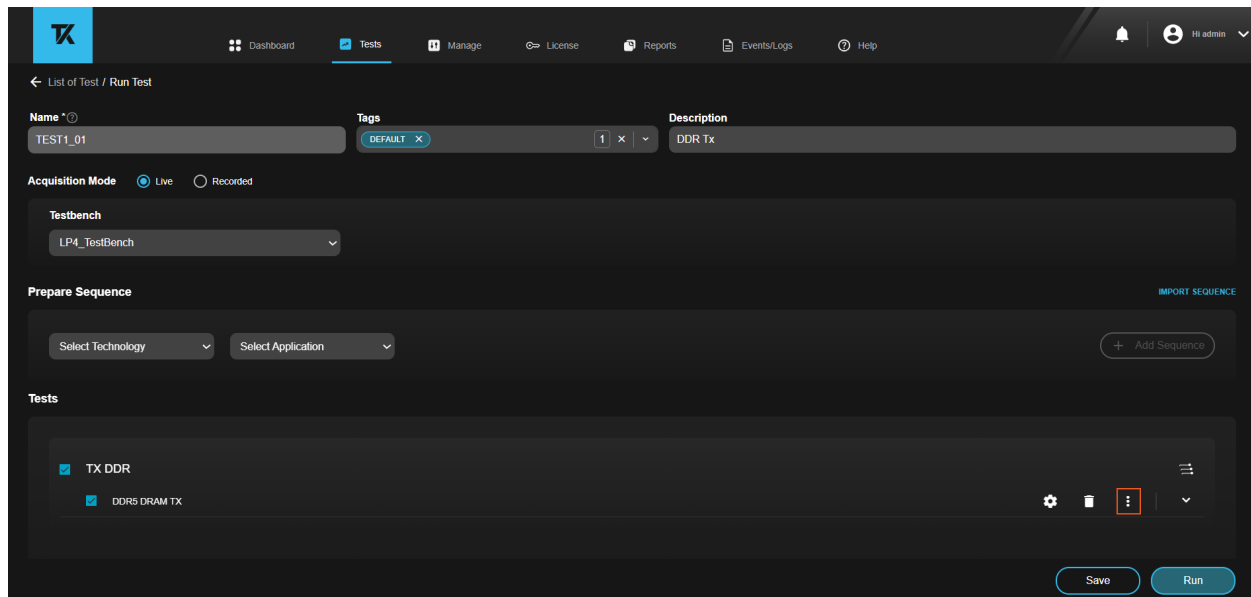 TK
Dashboard Tests Manage License Reports Events/Logs Help Hi admin
List of Test / Run Test
Name * Tags Description
TEST1_01 DEFAULT 1 DDR Tx
Acquisition Mode Live Recorded
Testbench
LP4_TestBench
Prepare Sequence IMPORT SEQUENCE
Select Technology Select Application + Add Sequence
Tests
TX DDR
DDR5 DRAM TX
Save Run